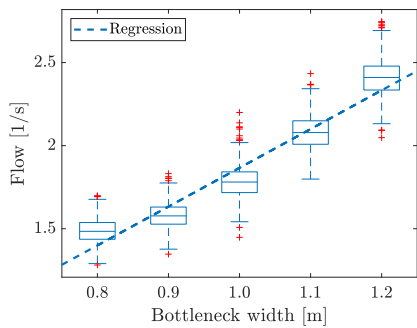 Regression
2.5
2
1.5
Flow [1/s]
0.8 0.9 1.0 1.1 1.2
Bottleneck width [m]